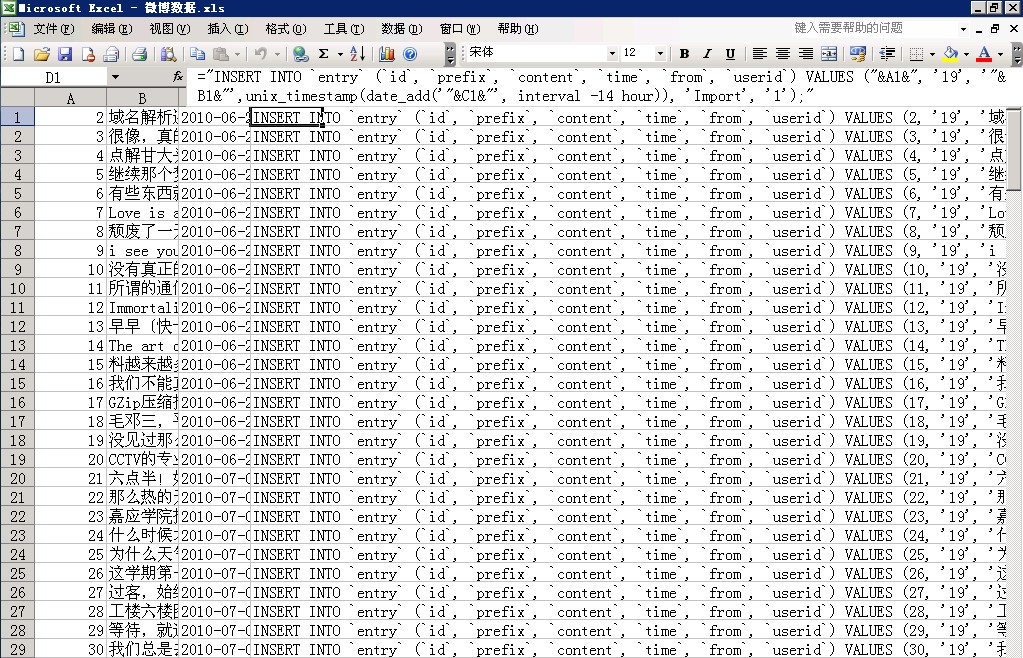 Microsoft Excel - 微博数据.xls
文件(F) 编辑(E) 视图(V) 插入(I) 格式(O) 工具(T) 数据(D) 窗口(W) 帮助(H) 键入需要帮助的问题
宋体 12 B I U
D1 fx ="INSERT INTO `entry` (`id`, `prefix`, `content`, `time`, `from`, `userid`) VALUES ("&A1&", '19', '"&
B1&"',unix_timestamp(date_add('"&C1&"', interval -14 hour)), 'Import', '1');"
A B
1 2 域名解析 2010-06-2 INSERT INTO `entry` (`id`, `prefix`, `content`, `time`, `from`, `userid`) VALUES (2, '19', '域
2 3 很像，真的 2010-06-2 INSERT INTO `entry` (`id`, `prefix`, `content`, `time`, `from`, `userid`) VALUES (3, '19', '很
3 4 点解甘大 2010-06-2 INSERT INTO `entry` (`id`, `prefix`, `content`, `time`, `from`, `userid`) VALUES (4, '19', '点
4 5 继续那个 2010-06-2 INSERT INTO `entry` (`id`, `prefix`, `content`, `time`, `from`, `userid`) VALUES (5, '19', '继
5 6 有些东西就 2010-06-2 INSERT INTO `entry` (`id`, `prefix`, `content`, `time`, `from`, `userid`) VALUES (6, '19', '有
6 7 Love is a 2010-06-2 INSERT INTO `entry` (`id`, `prefix`, `content`, `time`, `from`, `userid`) VALUES (7, '19', 'Lo
7 8 颓废了一 2010-06-2 INSERT INTO `entry` (`id`, `prefix`, `content`, `time`, `from`, `userid`) VALUES (8, '19', '颓
8 9 i see you 2010-06-2 INSERT INTO `entry` (`id`, `prefix`, `content`, `time`, `from`, `userid`) VALUES (9, '19', 'i
9 10 没有真正的 2010-06-2 INSERT INTO `entry` (`id`, `prefix`, `content`, `time`, `from`, `userid`) VALUES (10, '19', '没
10 11 所谓的通 2010-06-2 INSERT INTO `entry` (`id`, `prefix`, `content`, `time`, `from`, `userid`) VALUES (11, '19', '所
11 12 Immortali 2010-06-2 INSERT INTO `entry` (`id`, `prefix`, `content`, `time`, `from`, `userid`) VALUES (12, '19', 'I
12 13 早早（快 2010-06-2 INSERT INTO `entry` (`id`, `prefix`, `content`, `time`, `from`, `userid`) VALUES (13, '19', '早
13 14 The art o 2010-06-2 INSERT INTO `entry` (`id`, `prefix`, `content`, `time`, `from`, `userid`) VALUES (14, '19', 'T
14 15 料越来越 2010-06-2 INSERT INTO `entry` (`id`, `prefix`, `content`, `time`, `from`, `userid`) VALUES (15, '19', '料
15 16 我们不能 2010-06-2 INSERT INTO `entry` (`id`, `prefix`, `content`, `time`, `from`, `userid`) VALUES (16, '19', '我
16 17 GZip压缩 2010-06-2 INSERT INTO `entry` (`id`, `prefix`, `content`, `time`, `from`, `userid`) VALUES (17, '19', 'G
17 18 毛邓三， 2010-06-2 INSERT INTO `entry` (`id`, `prefix`, `content`, `time`, `from`, `userid`) VALUES (18, '19', '毛
18 19 没见过那 2010-06-2 INSERT INTO `entry` (`id`, `prefix`, `content`, `time`, `from`, `userid`) VALUES (19, '19', '没
19 20 CCTV的专 2010-06-2 INSERT INTO `entry` (`id`, `prefix`, `content`, `time`, `from`, `userid`) VALUES (20, '19', 'C
20 21 六点半！ 2010-07-0 INSERT INTO `entry` (`id`, `prefix`, `content`, `time`, `from`, `userid`) VALUES (21, '19', '六
21 22 那么热的 2010-07-0 INSERT INTO `entry` (`id`, `prefix`, `content`, `time`, `from`, `userid`) VALUES (22, '19', '那
22 23 嘉应学院 2010-07-0 INSERT INTO `entry` (`id`, `prefix`, `content`, `time`, `from`, `userid`) VALUES (23, '19', '嘉
23 24 什么时候 2010-07-0 INSERT INTO `entry` (`id`, `prefix`, `content`, `time`, `from`, `userid`) VALUES (24, '19', '什
24 25 为什么天 2010-07-0 INSERT INTO `entry` (`id`, `prefix`, `content`, `time`, `from`, `userid`) VALUES (25, '19', '为
25 26 这学期第 2010-07-0 INSERT INTO `entry` (`id`, `prefix`, `content`, `time`, `from`, `userid`) VALUES (26, '19', '这
26 27 过客，始 2010-07-0 INSERT INTO `entry` (`id`, `prefix`, `content`, `time`, `from`, `userid`) VALUES (27, '19', '过
27 28 工楼六楼 2010-07-0 INSERT INTO `entry` (`id`, `prefix`, `content`, `time`, `from`, `userid`) VALUES (28, '19', '工
28 29 等待，就 2010-07-0 INSERT INTO `entry` (`id`, `prefix`, `content`, `time`, `from`, `userid`) VALUES (29, '19', '等
29 30 我们总是 2010-07-0 INSERT INTO `entry` (`id`, `prefix`, `content`, `time`, `from`, `userid`) VALUES (30, '19', '我